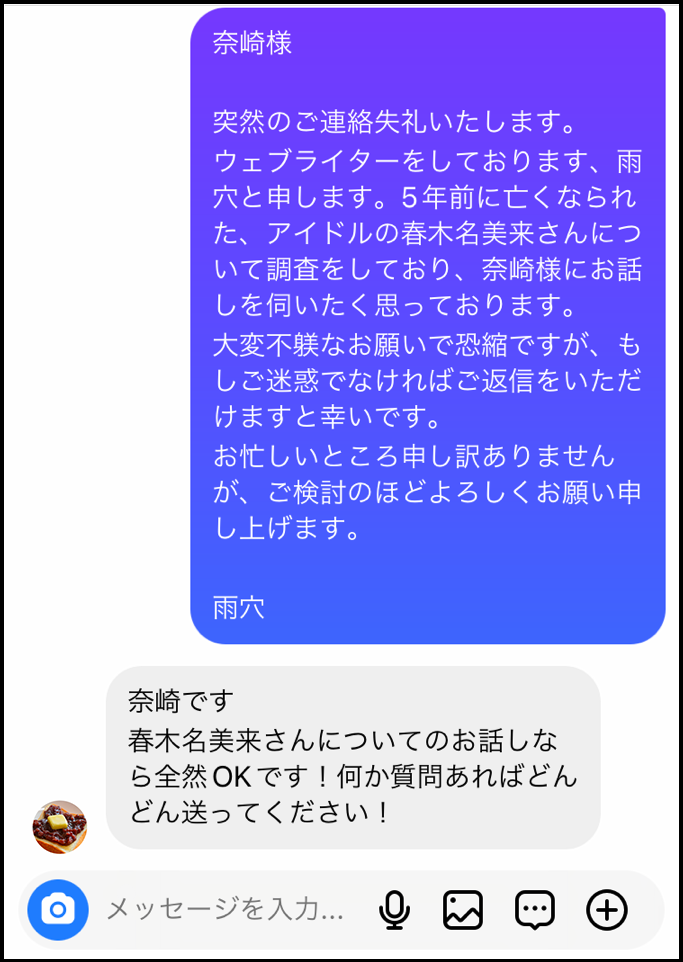 奈崎様
突然のご連絡失礼いたします。
ウェブライターをしております、雨
穴と申します。5年前に亡くなられ
た、アイドルの春木名美来さんにつ
いて調査をしており、奈崎様にお話
しを伺いたく思っております。
大変不躾なお願いで恐縮ですが、も
しご迷惑でなければご返信をいただ
けますと幸いです。
お忙しいところ申し訳ありません
が、ご検討のほどよろしくお願い申
し上げます。
雨穴
奈崎です
春木名美来さんについてのお話しな
ら全然OKです！何か質問あればどん
どん送ってください！
メッセージを入力...